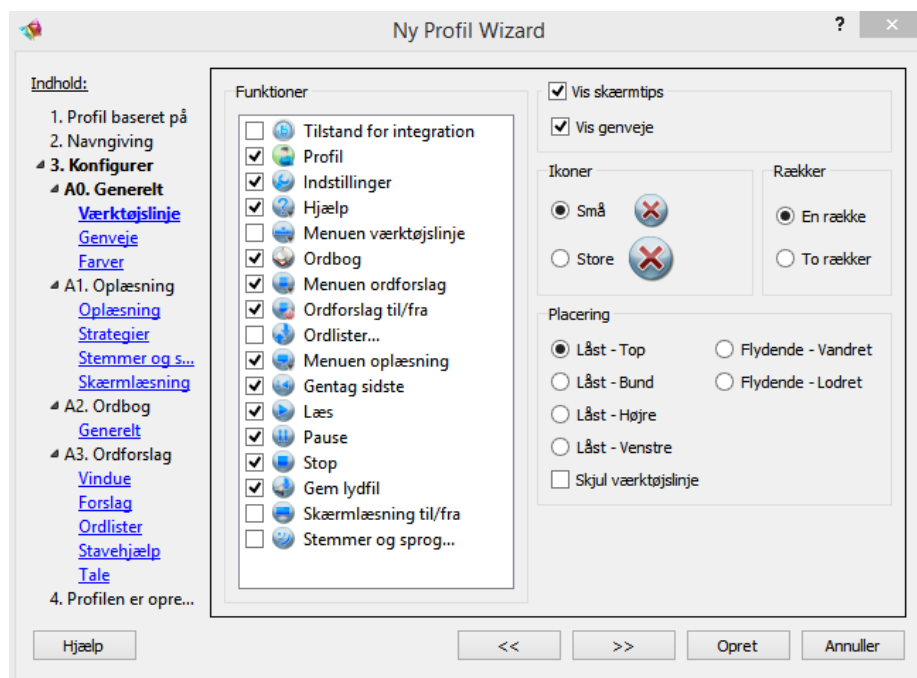 Ny Profil Wizard
?
Indhold:
1. Profil baseret på
2. Navngiving
3. Konfigurer
A0. Generelt
Værktøjslinje
Genveje
Farver
A1. Oplæsning
Oplæsning
Strategier
Stemmer og s...
Skærmlæsning
A2. Ordbog
Generelt
A3. Ordforslag
Vindue
Forslag
Ordlister
Stavehjælp
Tale
4. Profilen er opre...
Funktioner
Tilstand for integration
Profil
Indstillinger
Hjælp
Menuen værktøjslinje
Ordbog
Menuen ordforslag
Ordforslag til/fra
Ordlister...
Menuen oplæsning
Gentag sidste
Læs
Pause
Stop
Gem lydfil
Skærmlæsning til/fra
Stemmer og sprog...
Vis skærmtips
Vis genveje
Ikoner
Små
Store
Rækker
En række
To rækker
Placering
Låst - Top
Låst - Bund
Låst - Højre
Låst - Venstre
Flydende - Vandret
Flydende - Lodret
Skjul værktøjslinje
Hjælp
<<
>>
Opret
Annuller